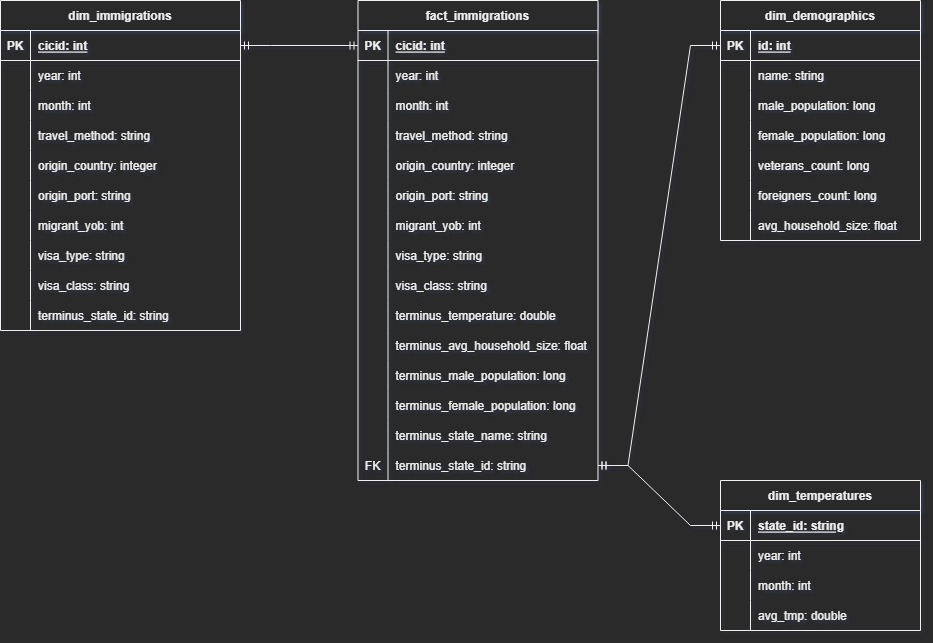 dim_immigrations
PK cicid: int
year: int
month: int
travel_method: string
origin_country: integer
origin_port: string
migrant_yob: int
visa_type: string
visa_class: string
terminus_state_id: string
fact_immigrations
PK cicid: int
year: int
month: int
travel_method: string
origin_country: integer
origin_port: string
migrant_yob: int
visa_type: string
visa_class: string
terminus_temperature: double
terminus_avg_household_size: float
terminus_male_population: long
terminus_female_population: long
terminus_state_name: string
FK terminus_state_id: string
dim_demographics
PK id: int
name: string
male_population: long
female_population: long
veterans_count: long
foreigners_count: long
avg_household_size: float
dim_temperatures
PK state_id: string
year: int
month: int
avg_tmp: double